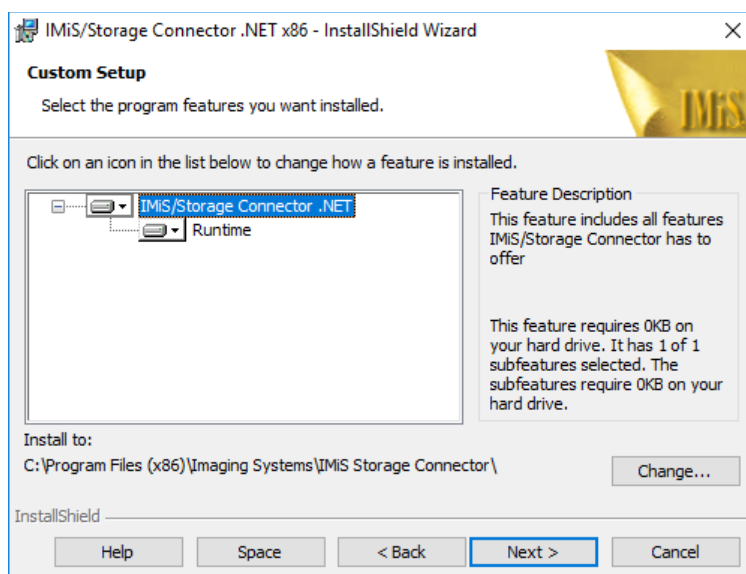 IMiS/Storage Connector .NET x86 - InstallShield Wizard
Custom Setup
Select the program features you want installed.
IMiS
Click on an icon in the list below to change how a feature is installed.
IMiS/Storage Connector .NET
Runtime
Feature Description
This feature includes all features
IMiS/Storage Connector has to
offer
This feature requires 0KB on
your hard drive. It has 1 of 1
subfeatures selected. The
subfeatures require 0KB on your
hard drive.
Install to:
C:\Program Files (x86)\Imaging Systems\IMiS Storage Connector\
Change...
InstallShield
Help
Space
< Back
Next >
Cancel